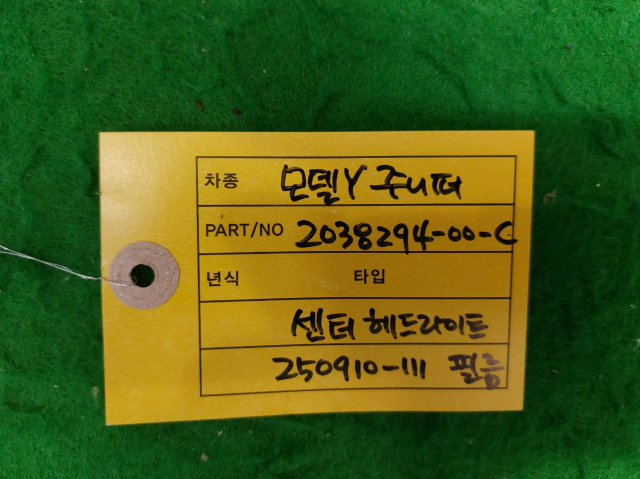 차종 모델Y 주니퍼
PART/NO 2038294-00-C
년식 타입
센터 헤드라이트
250910-111 필름